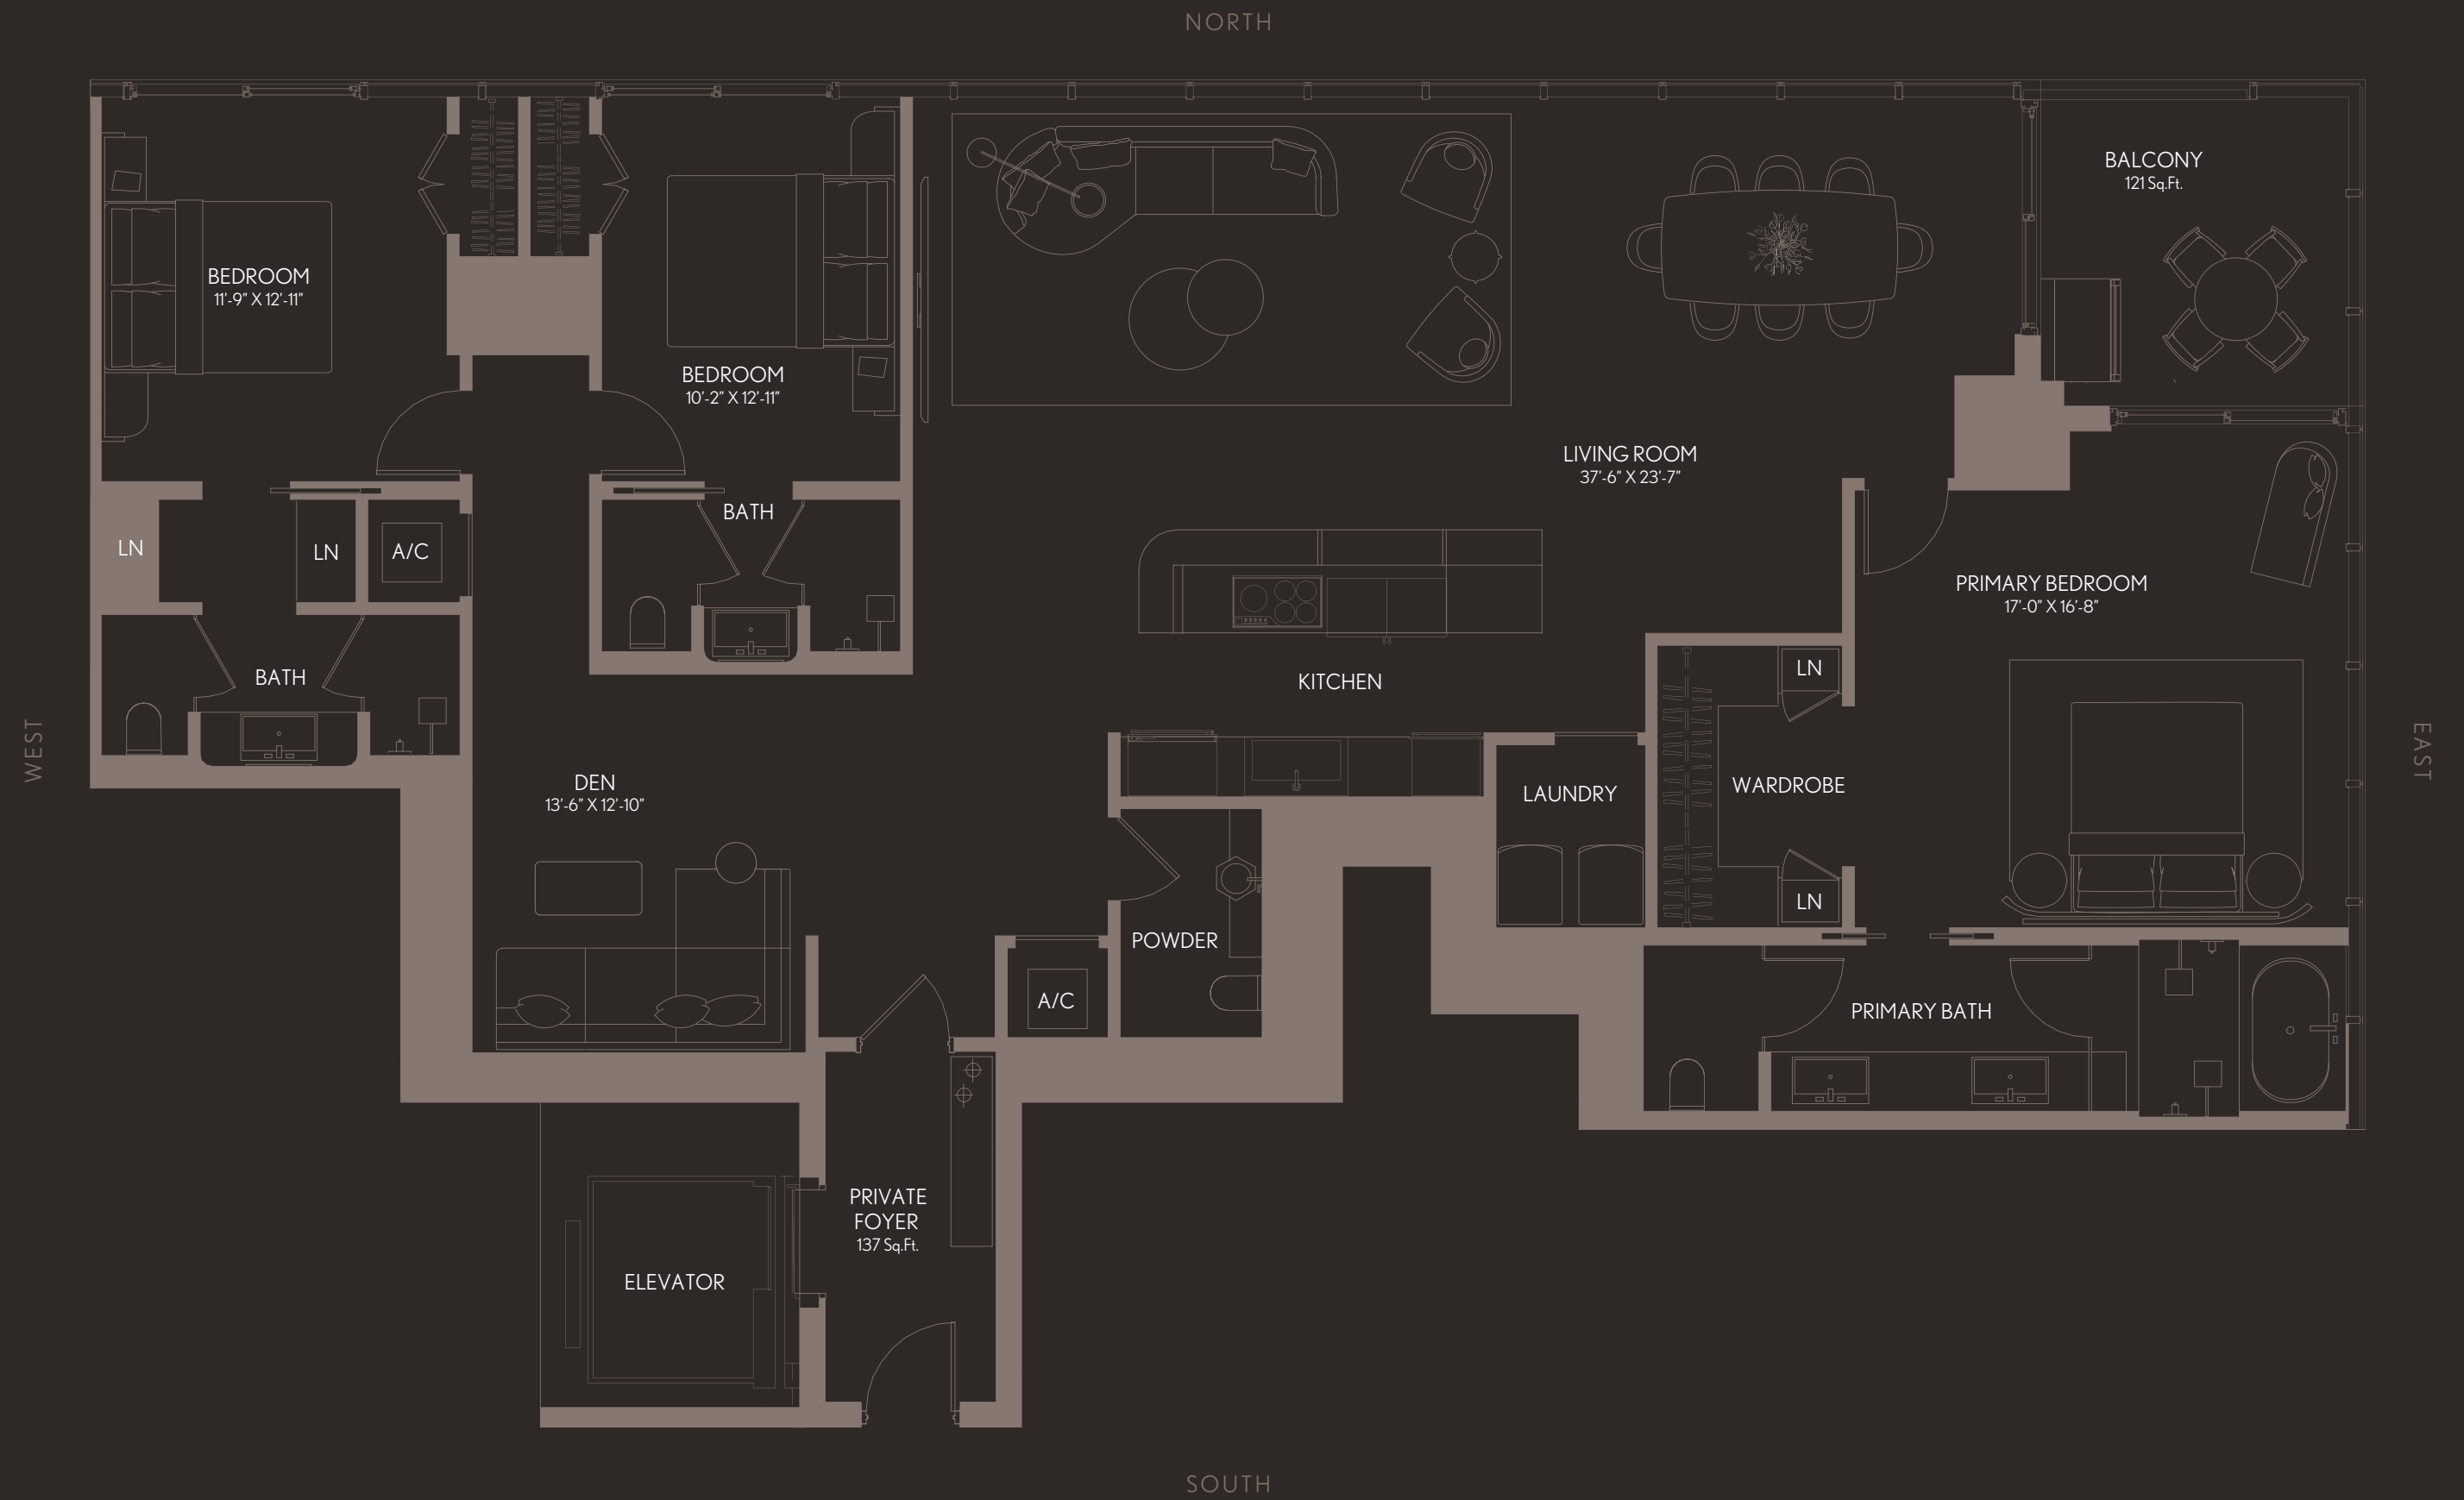 NORTH
BALCONY
121 Sq.Ft.
BEDROOM
11'-9" X 12'-11"
BEDROOM
10'-2" X 12'-11"
LIVING ROOM
37'-6" X 23'-7"
BATH
LN
LN
A/C
PRIMARY BEDROOM
17'-0" X 16'-8"
BATH
KITCHEN
LN
WEST
EAST
DEN
13'-6" X 12'-10"
LAUNDRY
WARDROBE
LN
POWDER
A/C
PRIMARY BATH
PRIVATE
FOYER
137 Sq.Ft.
ELEVATOR
SOUTH